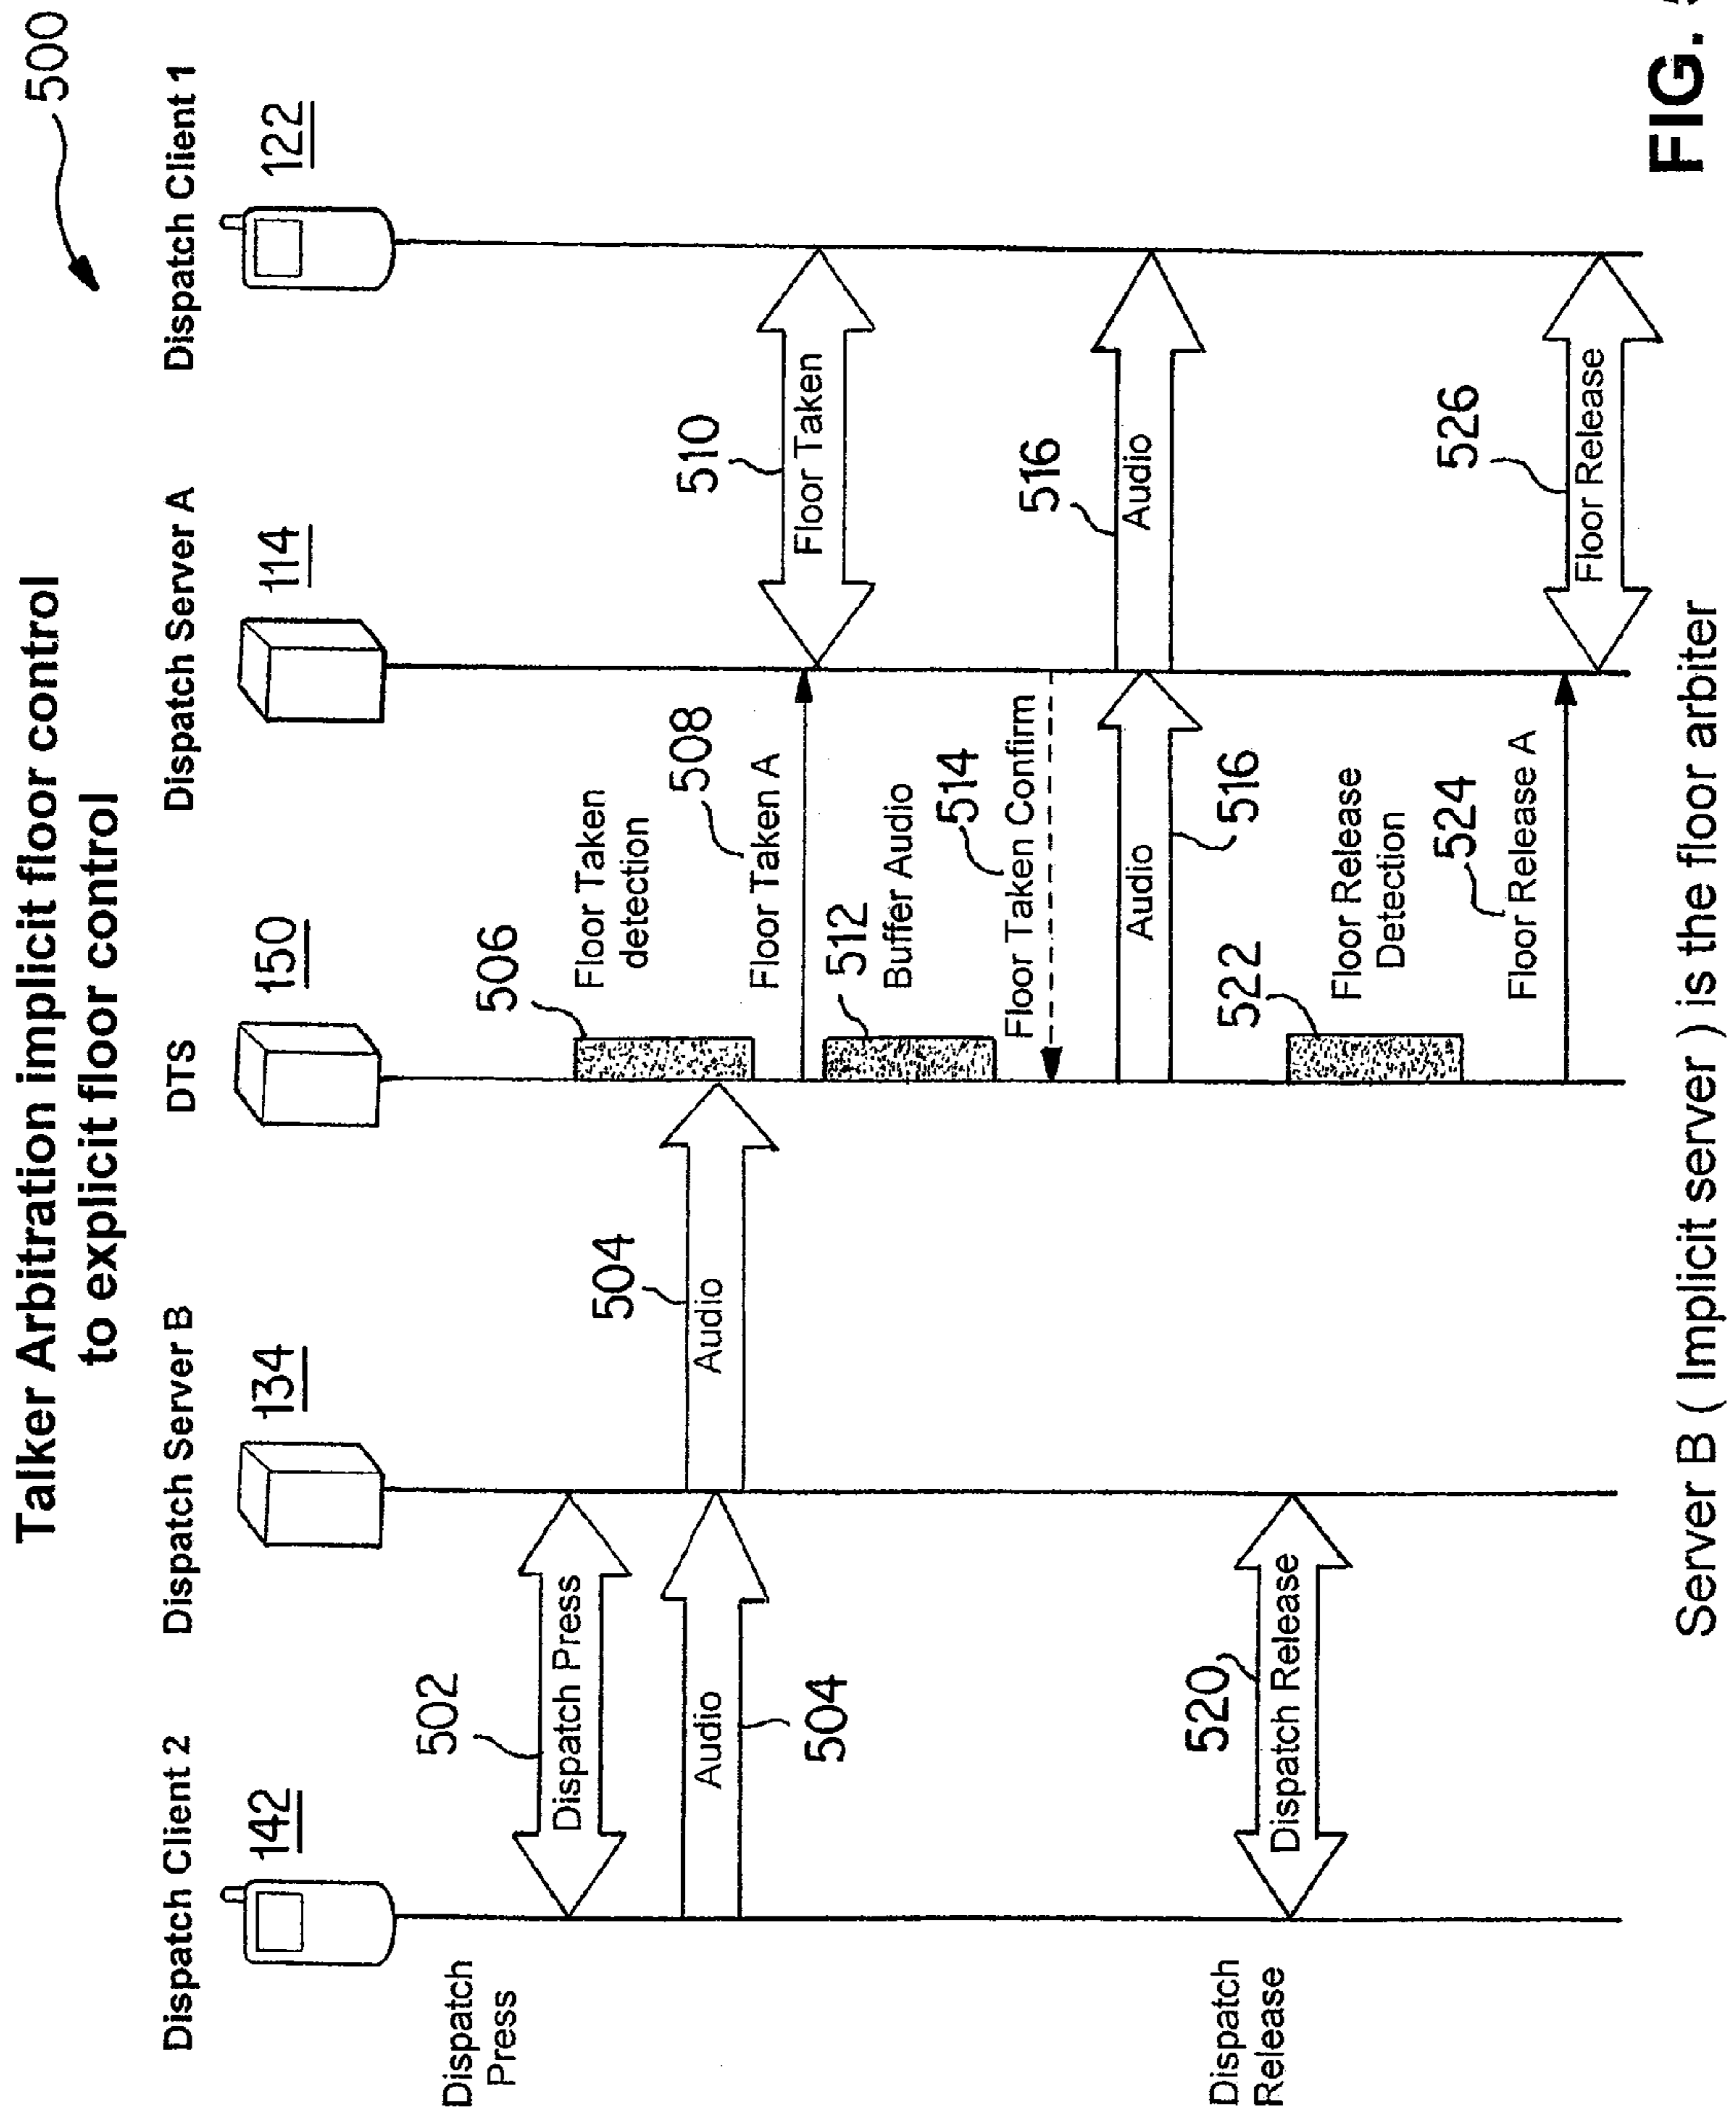 Talker Arbitration implicit floor control
to explicit floor control
500
Dispatch Client 2
Dispatch Server B
DTS
Dispatch Server A
Dispatch Client 1
142
134
150
114
122
Dispatch
Press
502
Dispatch Press
504
Audio
Audio
504
506
Floor Taken
detection
508
Floor Taken A
510
Floor Taken
512
Buffer Audio
514
Floor Taken Confirm
516
Audio
Audio
516
Dispatch
Release
520
Dispatch Release
522
Floor Release
Detection
524
Floor Release A
526
Floor Release
Server B ( Implicit server ) is the floor arbiter
FIG.